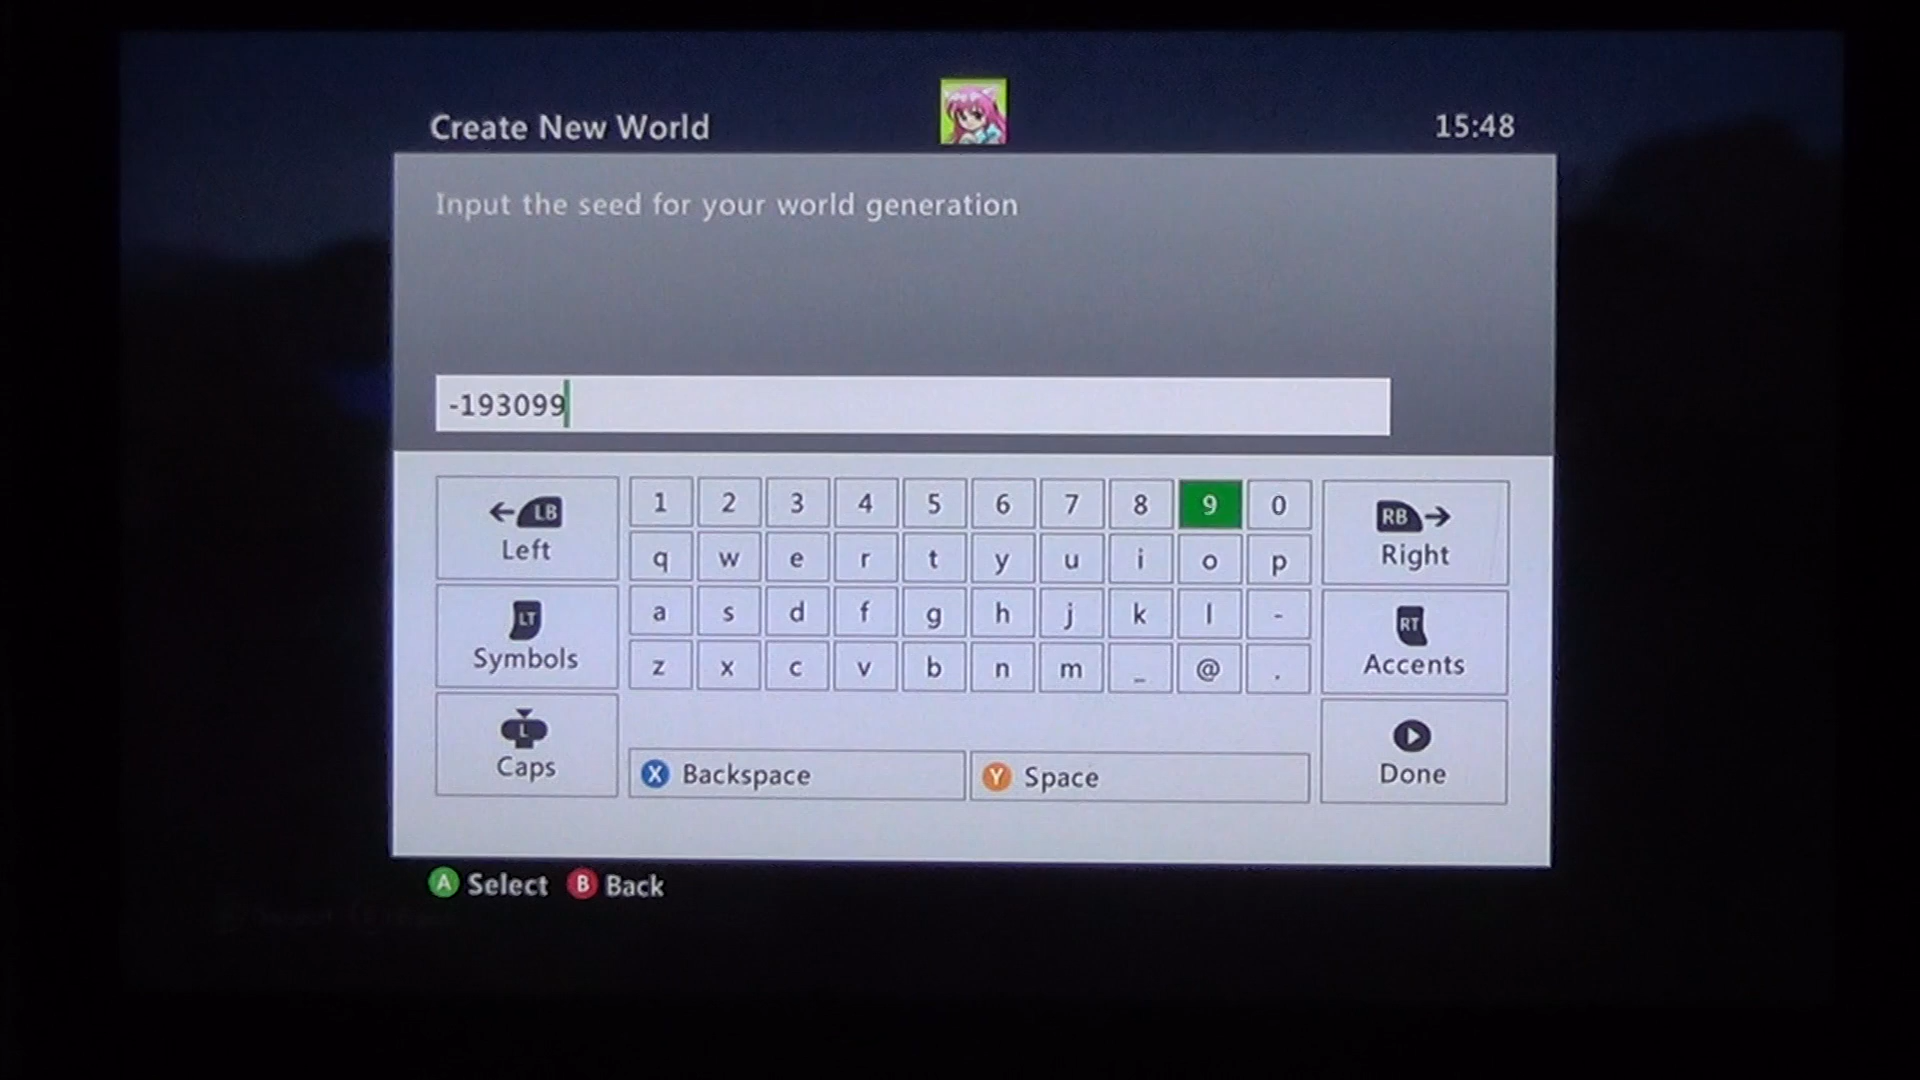 Create New World
15:48
Input the seed for your world generation
-193099
LB
Left
1 2 3 4 5 6 7 8 9 0
RB
Right
q w e r t y u i o p
LT
Symbols
a s d f g h j k l -
RT
Accents
z x c v b n m _ @ .
L
Caps
X Backspace
Y Space
Done
A Select B Back